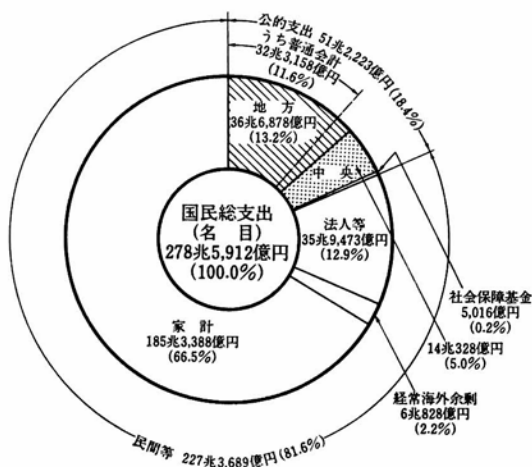 公的支出 51兆2,223億円(18.4%)
うち普通会計
32兆3,158億円
(11.6%)
地 方
36兆6,878億円
(13.2%)
中 央
国民総支出
(名 目)
278兆5,912億円
(100.0%)
法人等
35兆9,473億円
(12.9%)
社会保障基金
5,016億円
(0.2%)
14兆328億円
(5.0%)
家 計
185兆3,388億円
(66.5%)
経常海外余剰
6兆828億円
(2.2%)
民間等 227兆3,689億円(81.6%)